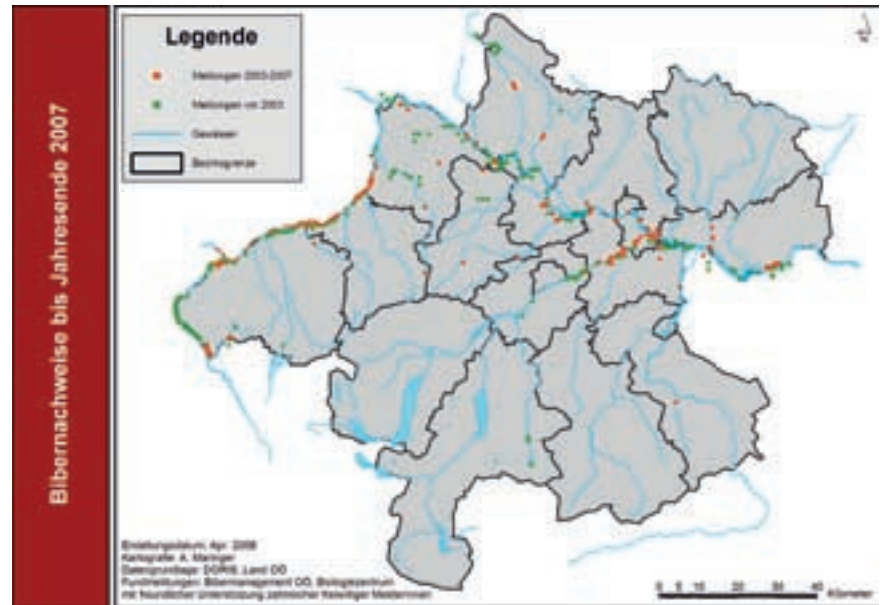 Bibernachweise bis Jahresende 2007
Legende
Meldungen 2003-2007
Meldungen vor 2003
Gewässer
Bezirksgrenze
Erstellungsdatum: Apr. 2008
Kartografie: A. Maringer
Datengrundlage: DORIS, Land OÖ
Fundmeldungen: Bibermanagement OÖ, Biologiezentrum
mit freundlicher Unterstützung zahlreicher freiwilliger MelderInnen
0 5 10 20 30 40
Kilometer